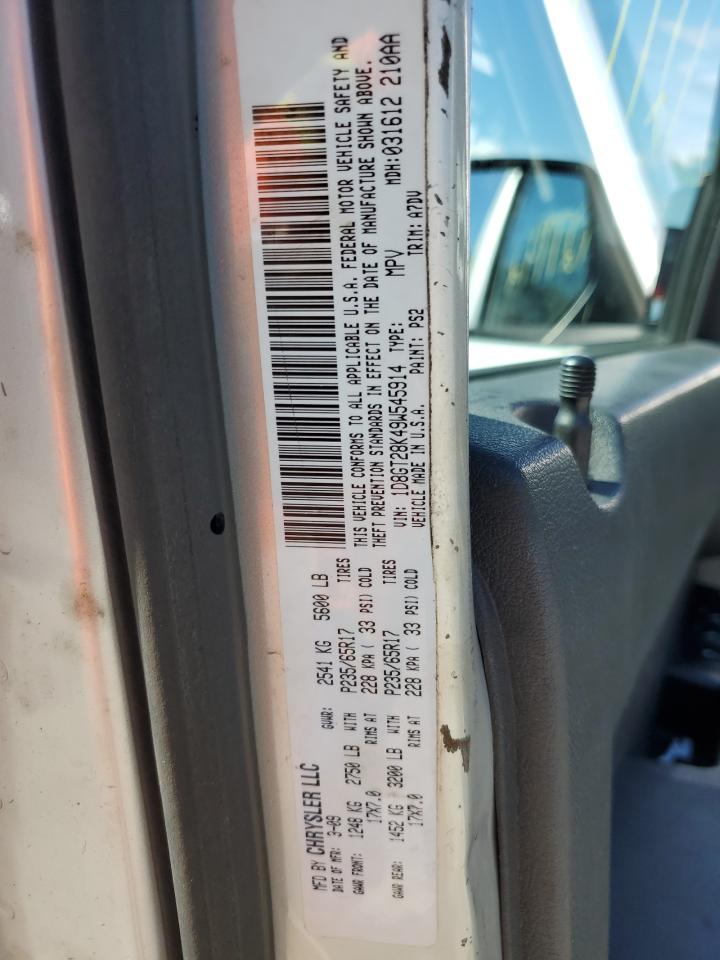 MFD BY CHRYSLER LLC
DATE OF MFR: 3-09 GVWR: 2541 KG 5600 LB
GAWR FRONT: 1248 KG 2750 LB WITH P235/65R17 TIRES
17X7.0 RIMS AT 228 KPA ( 33 PSI) COLD
GAWR REAR: 1452 KG 3200 LB WITH P235/65R17 TIRES
17X7.0 RIMS AT 228 KPA ( 33 PSI) COLD
THIS VEHICLE CONFORMS TO ALL APPLICABLE U.S.A. FEDERAL MOTOR VEHICLE SAFETY AND
THEFT PREVENTION STANDARDS IN EFFECT ON THE DATE OF MANUFACTURE SHOWN ABOVE.
VIN: 1D8GT28K49W545914 TYPE: MPV MDH: 031612 210AA
VEHICLE MADE IN U.S.A. PAINT: PS2 TRIM: A7DV